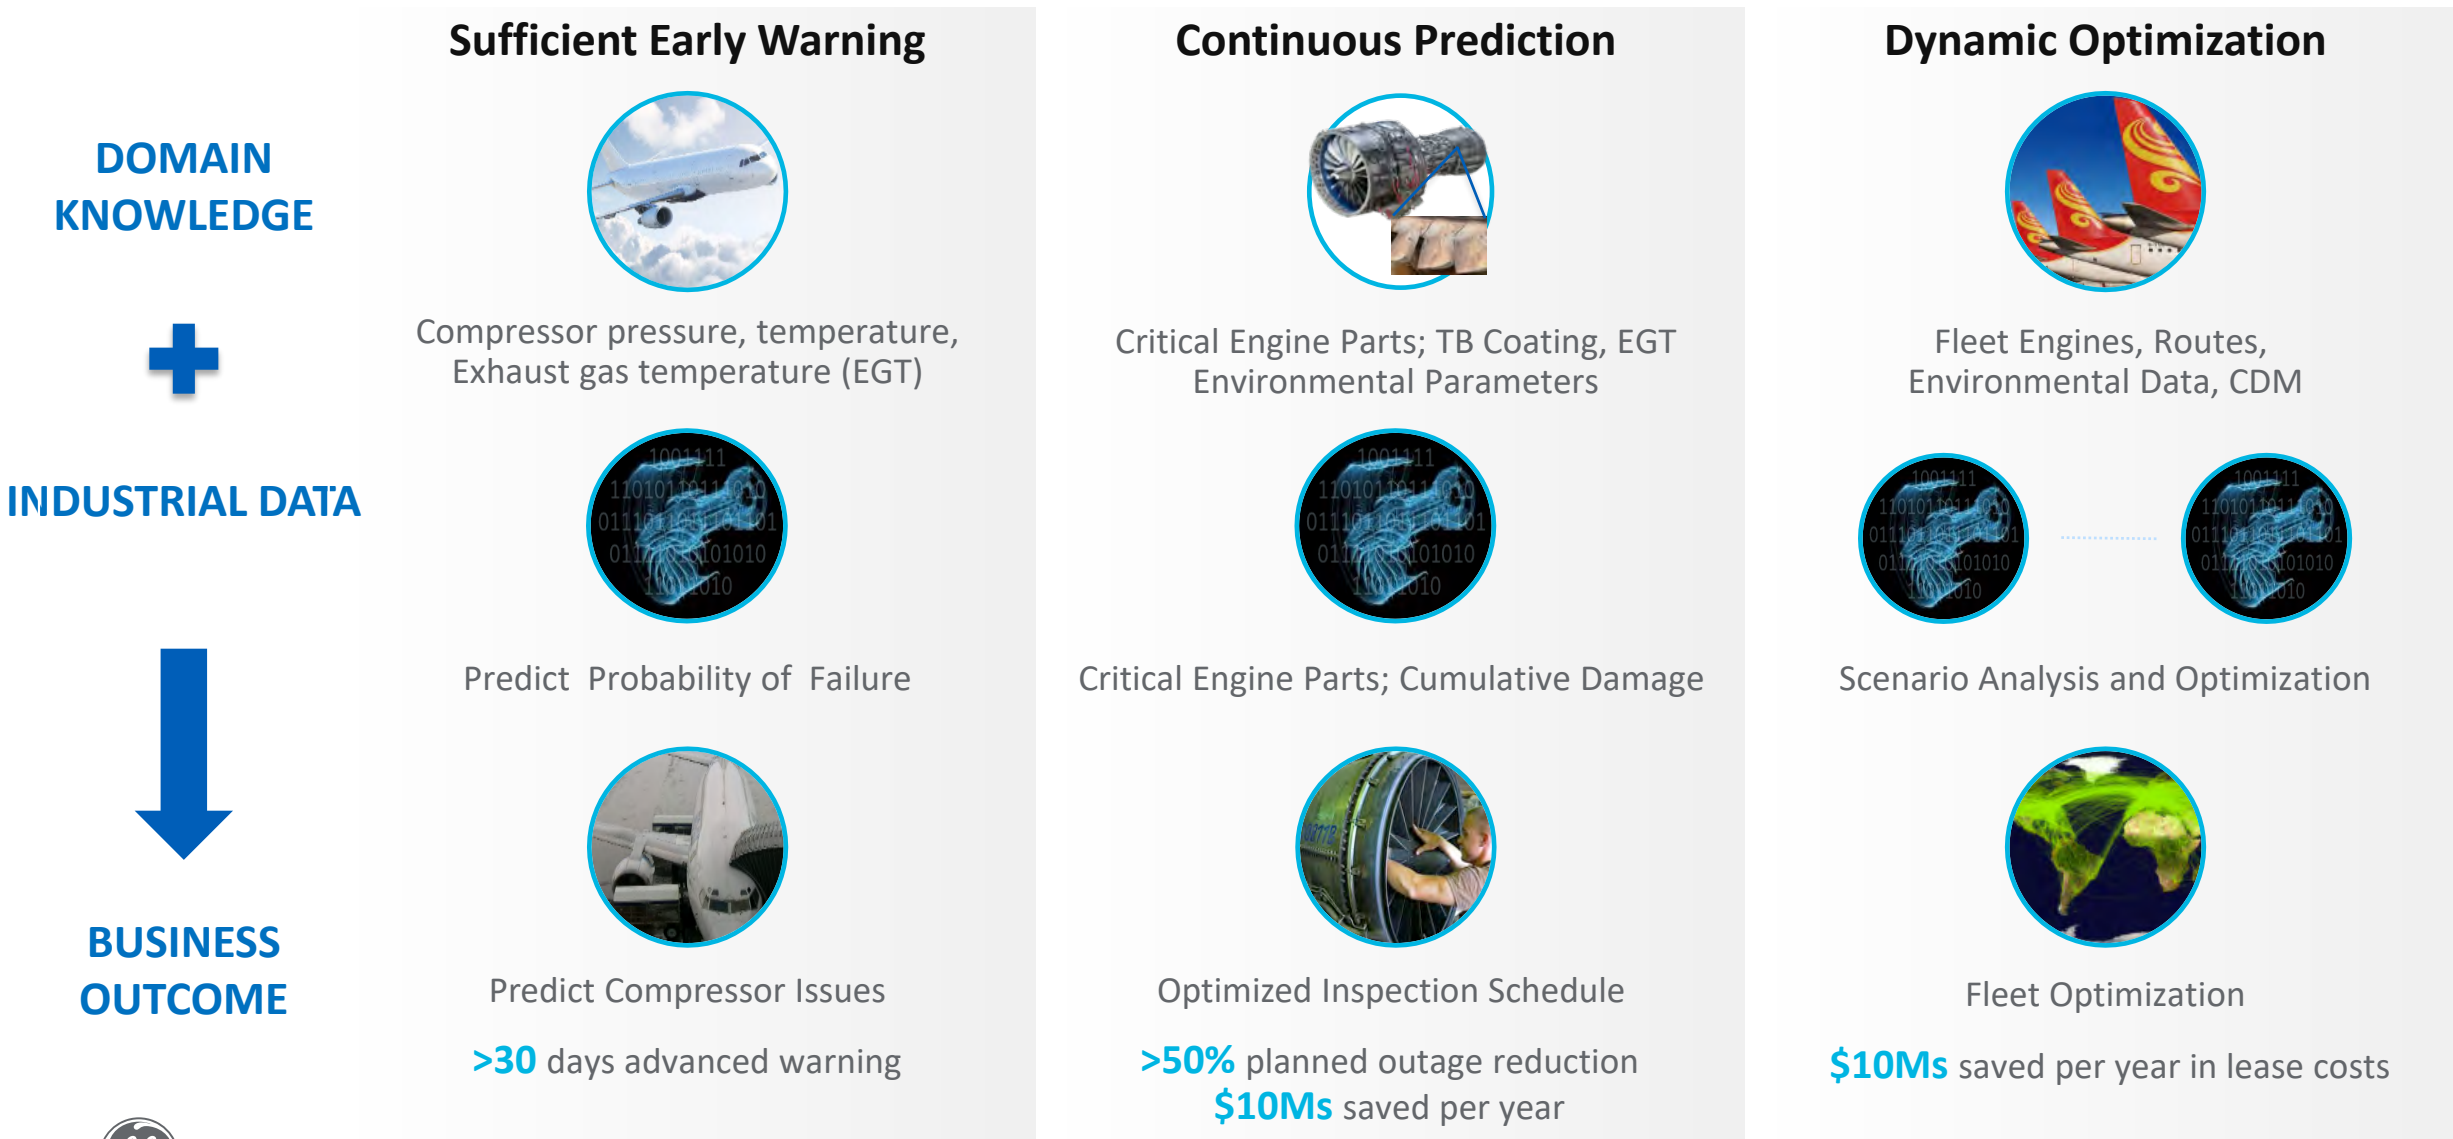 Sufficient Early Warning
Continuous Prediction
Dynamic Optimization
DOMAIN
KNOWLEDGE
Compressor pressure, temperature,
Exhaust gas temperature (EGT)
Critical Engine Parts; TB Coating, EGT
Environmental Parameters
Fleet Engines, Routes,
Environmental Data, CDM
INDUSTRIAL DATA
Predict Probability of Failure
Critical Engine Parts; Cumulative Damage
Scenario Analysis and Optimization
BUSINESS
OUTCOME
Predict Compressor Issues
>30 days advanced warning
Optimized Inspection Schedule
>50% planned outage reduction
$10Ms saved per year
Fleet Optimization
$10Ms saved per year in lease costs